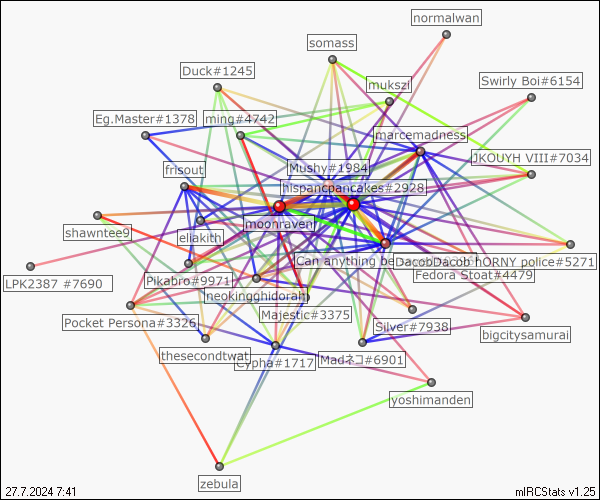 normalwan
somass
Duck#1245
Swirly Boi#6154
mukszi
Eg.Master#1378
ming#4742
marcemadness
JKOUYH VIII#7034
Mushy#1984
frisout
hispanicpancakes#2928
moonraven
shawntee9
eliakith
Can anything be
DacobDacob
hORNY police#5271
Fedora Stoat#4479
LPK2387 #7690
Pikabro#9971
neokingghidorah
Majestic#3375
Pocket Persona#3326
Silver#7938
bigcitysamurai
thesecondtwat
Cypha#1717
Madネコ#6901
yoshimanden
zebula
27.7.2024 7:41
mIRCStats v1.25